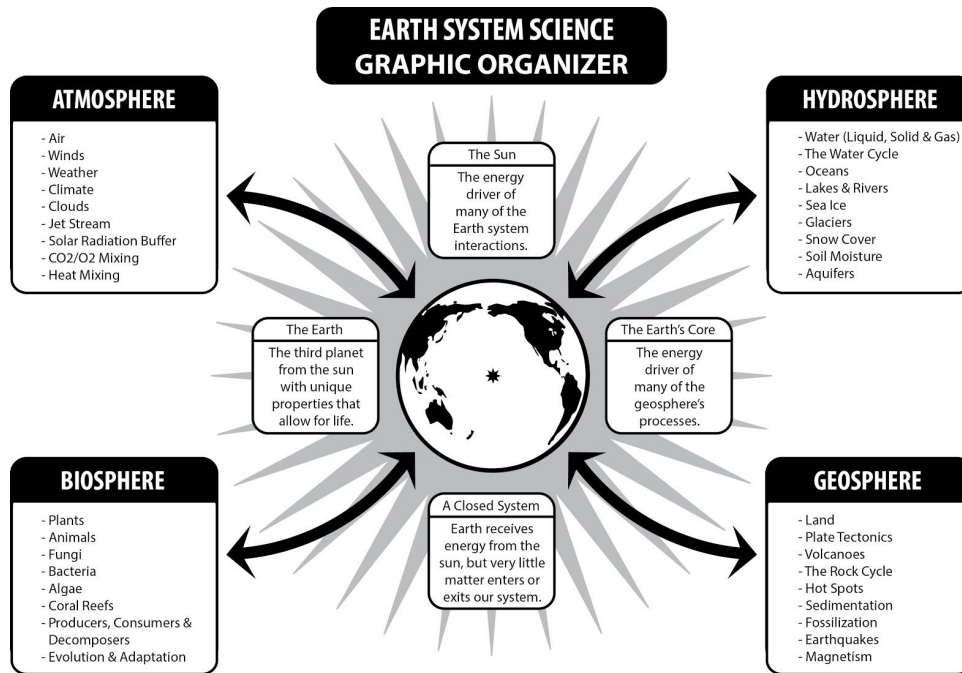 EARTH SYSTEM SCIENCE
GRAPHIC ORGANIZER
ATMOSPHERE
- Air
- Winds
- Weather
- Climate
- Clouds
- Jet Stream
- Solar Radiation Buffer
- CO2/O2 Mixing
- Heat Mixing
HYDROSPHERE
- Water (Liquid, Solid & Gas)
- The Water Cycle
- Oceans
- Lakes & Rivers
- Sea Ice
- Glaciers
- Snow Cover
- Soil Moisture
- Aquifers
The Sun
The energy
driver of
many of the
Earth system
interactions.
The Earth
The third planet
from the sun
with unique
properties that
allow for life.
The Earth's Core
The energy
driver of
many of the
geosphere's
processes.
A Closed System
Earth receives
energy from the
sun, but very little
matter enters or
exits our system.
BIOSPHERE
- Plants
- Animals
- Fungi
- Bacteria
- Algae
- Coral Reefs
- Producers, Consumers &
Decomposers
- Evolution & Adaptation
GEOSPHERE
- Land
- Plate Tectonics
- Volcanoes
- The Rock Cycle
- Hot Spots
- Sedimentation
- Fossilization
- Earthquakes
- Magnetism